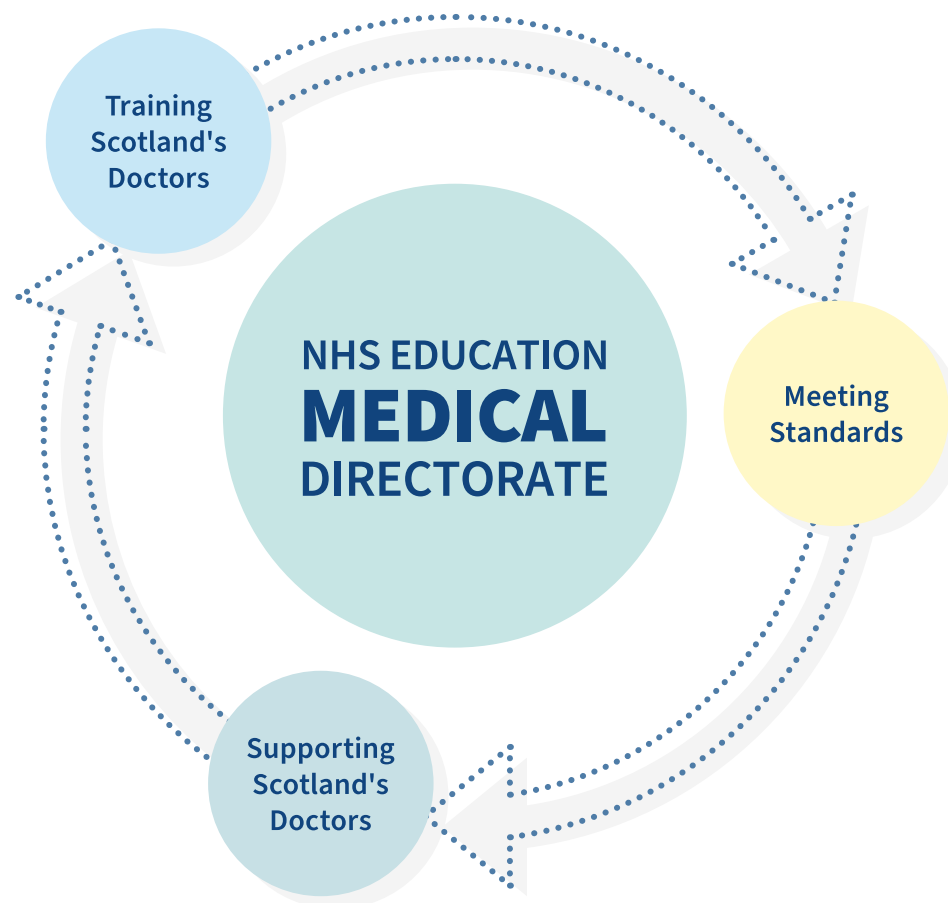 Training
Scotland's
Doctors
NHS EDUCATION
MEDICAL
DIRECTORATE
Meeting
Standards
Supporting
Scotland's
Doctors